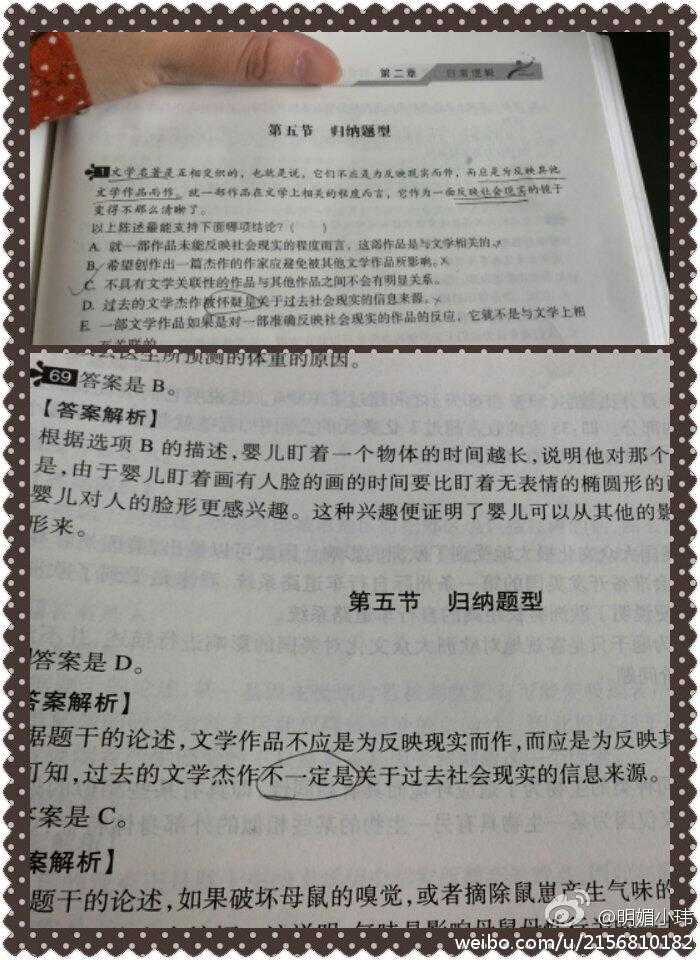 第二章 归纳逻辑
第五节 归纳题型
1 文学名著是互相交织的，也就是说，它们不应是为反映现实而作，而应是为反映其他
文学作品而作。就一部作品在文学上相关的程度而言，它作为一面反映社会现实的镜子
变得不那么清晰了。
以上陈述最能支持下面哪项结论？（ ）
A. 就一部作品未能反映社会现实的程度而言，这部作品是与文学相关的。
B. 希望创作出一篇杰作的作家应避免被其他文学作品所影响。
C. 不具有文学关联性的作品与其他作品之间不会有明显关系。
D. 过去的文学杰作被怀疑是关于过去社会现实的信息来源。
E. 一部文学作品如果是对一部准确反映社会现实的作品的反应，它就不是与文学上相
互关联的
医生所预测的体重的原因。
69 答案是 B。
【答案解析】
根据选项 B 的描述，婴儿盯着一个物体的时间越长，说明他对那个
是，由于婴儿盯着画有人脸的画的时间要比盯着无表情的椭圆形的
婴儿对人的脸形更感兴趣。这种兴趣便证明了婴儿可以从其他的
形来。
第五节 归纳题型
答案是 D。
答案解析】
据题干的论述，文学作品不应是为反映现实而作，而应是为反映其
可知，过去的文学杰作不一定是关于过去社会现实的信息来源。
答案是 C。
案解析】
题干的论述，如果破坏母鼠的嗅觉，或者摘除鼠崽产生气味的
@明媚小玮
weibo.com/u/2156810182